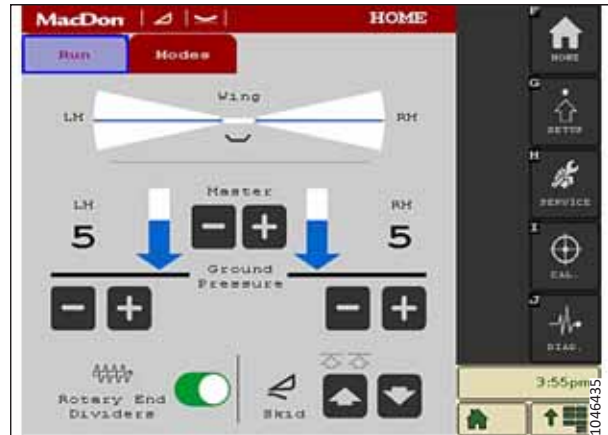 MacDon HOME
Run Modes
Wing
LH RH
Master
LH RH
5 5
Ground
Pressure
Rotary End
Dividers
Skid
F
HOME
G
SETUP
H
SERVICE
I
CAL.
J
DIAG.
3:55pm
1046435